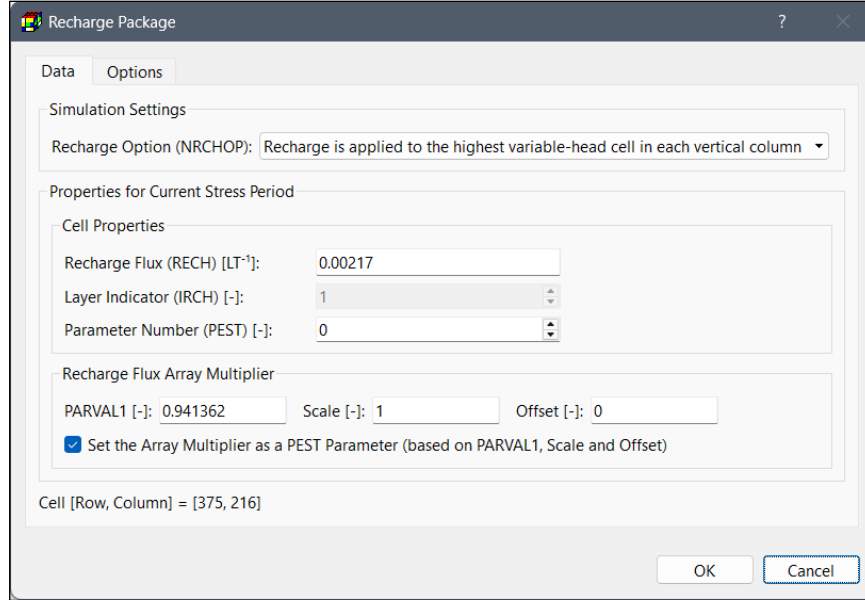 Recharge Package
?
Data Options
Simulation Settings
Recharge Option (NRCHOP): Recharge is applied to the highest variable-head cell in each vertical column
Properties for Current Stress Period
Cell Properties
Recharge Flux (RECH) [LT⁻¹]: 0.00217
Layer Indicator (IRCH) [-]: 1
Parameter Number (PEST) [-]: 0
Recharge Flux Array Multiplier
PARVAL1 [-]: 0.941362 Scale [-]: 1 Offset [-]: 0
Set the Array Multiplier as a PEST Parameter (based on PARVAL1, Scale and Offset)
Cell [Row, Column] = [375, 216]
OK Cancel